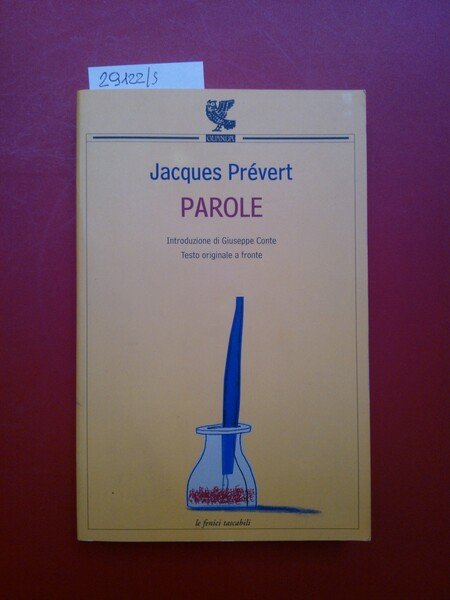 29122/S
GUANDA
Jacques Prévert
PAROLE
Introduzione di Giuseppe Conte
Testo originale a fronte
le fenici tascabili